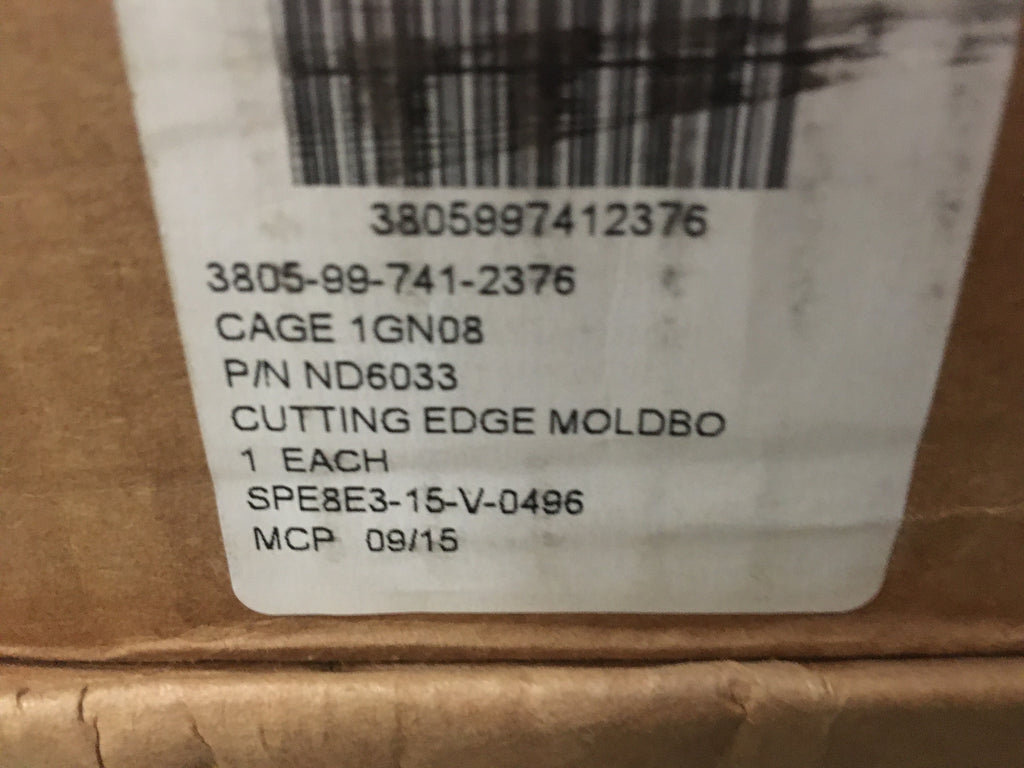 3805997412376
3805-99-741-2376
CAGE 1GN08
P/N ND6033
CUTTING EDGE MOLDBO
1 EACH
SPE8E3-15-V-0496
MCP 09/15